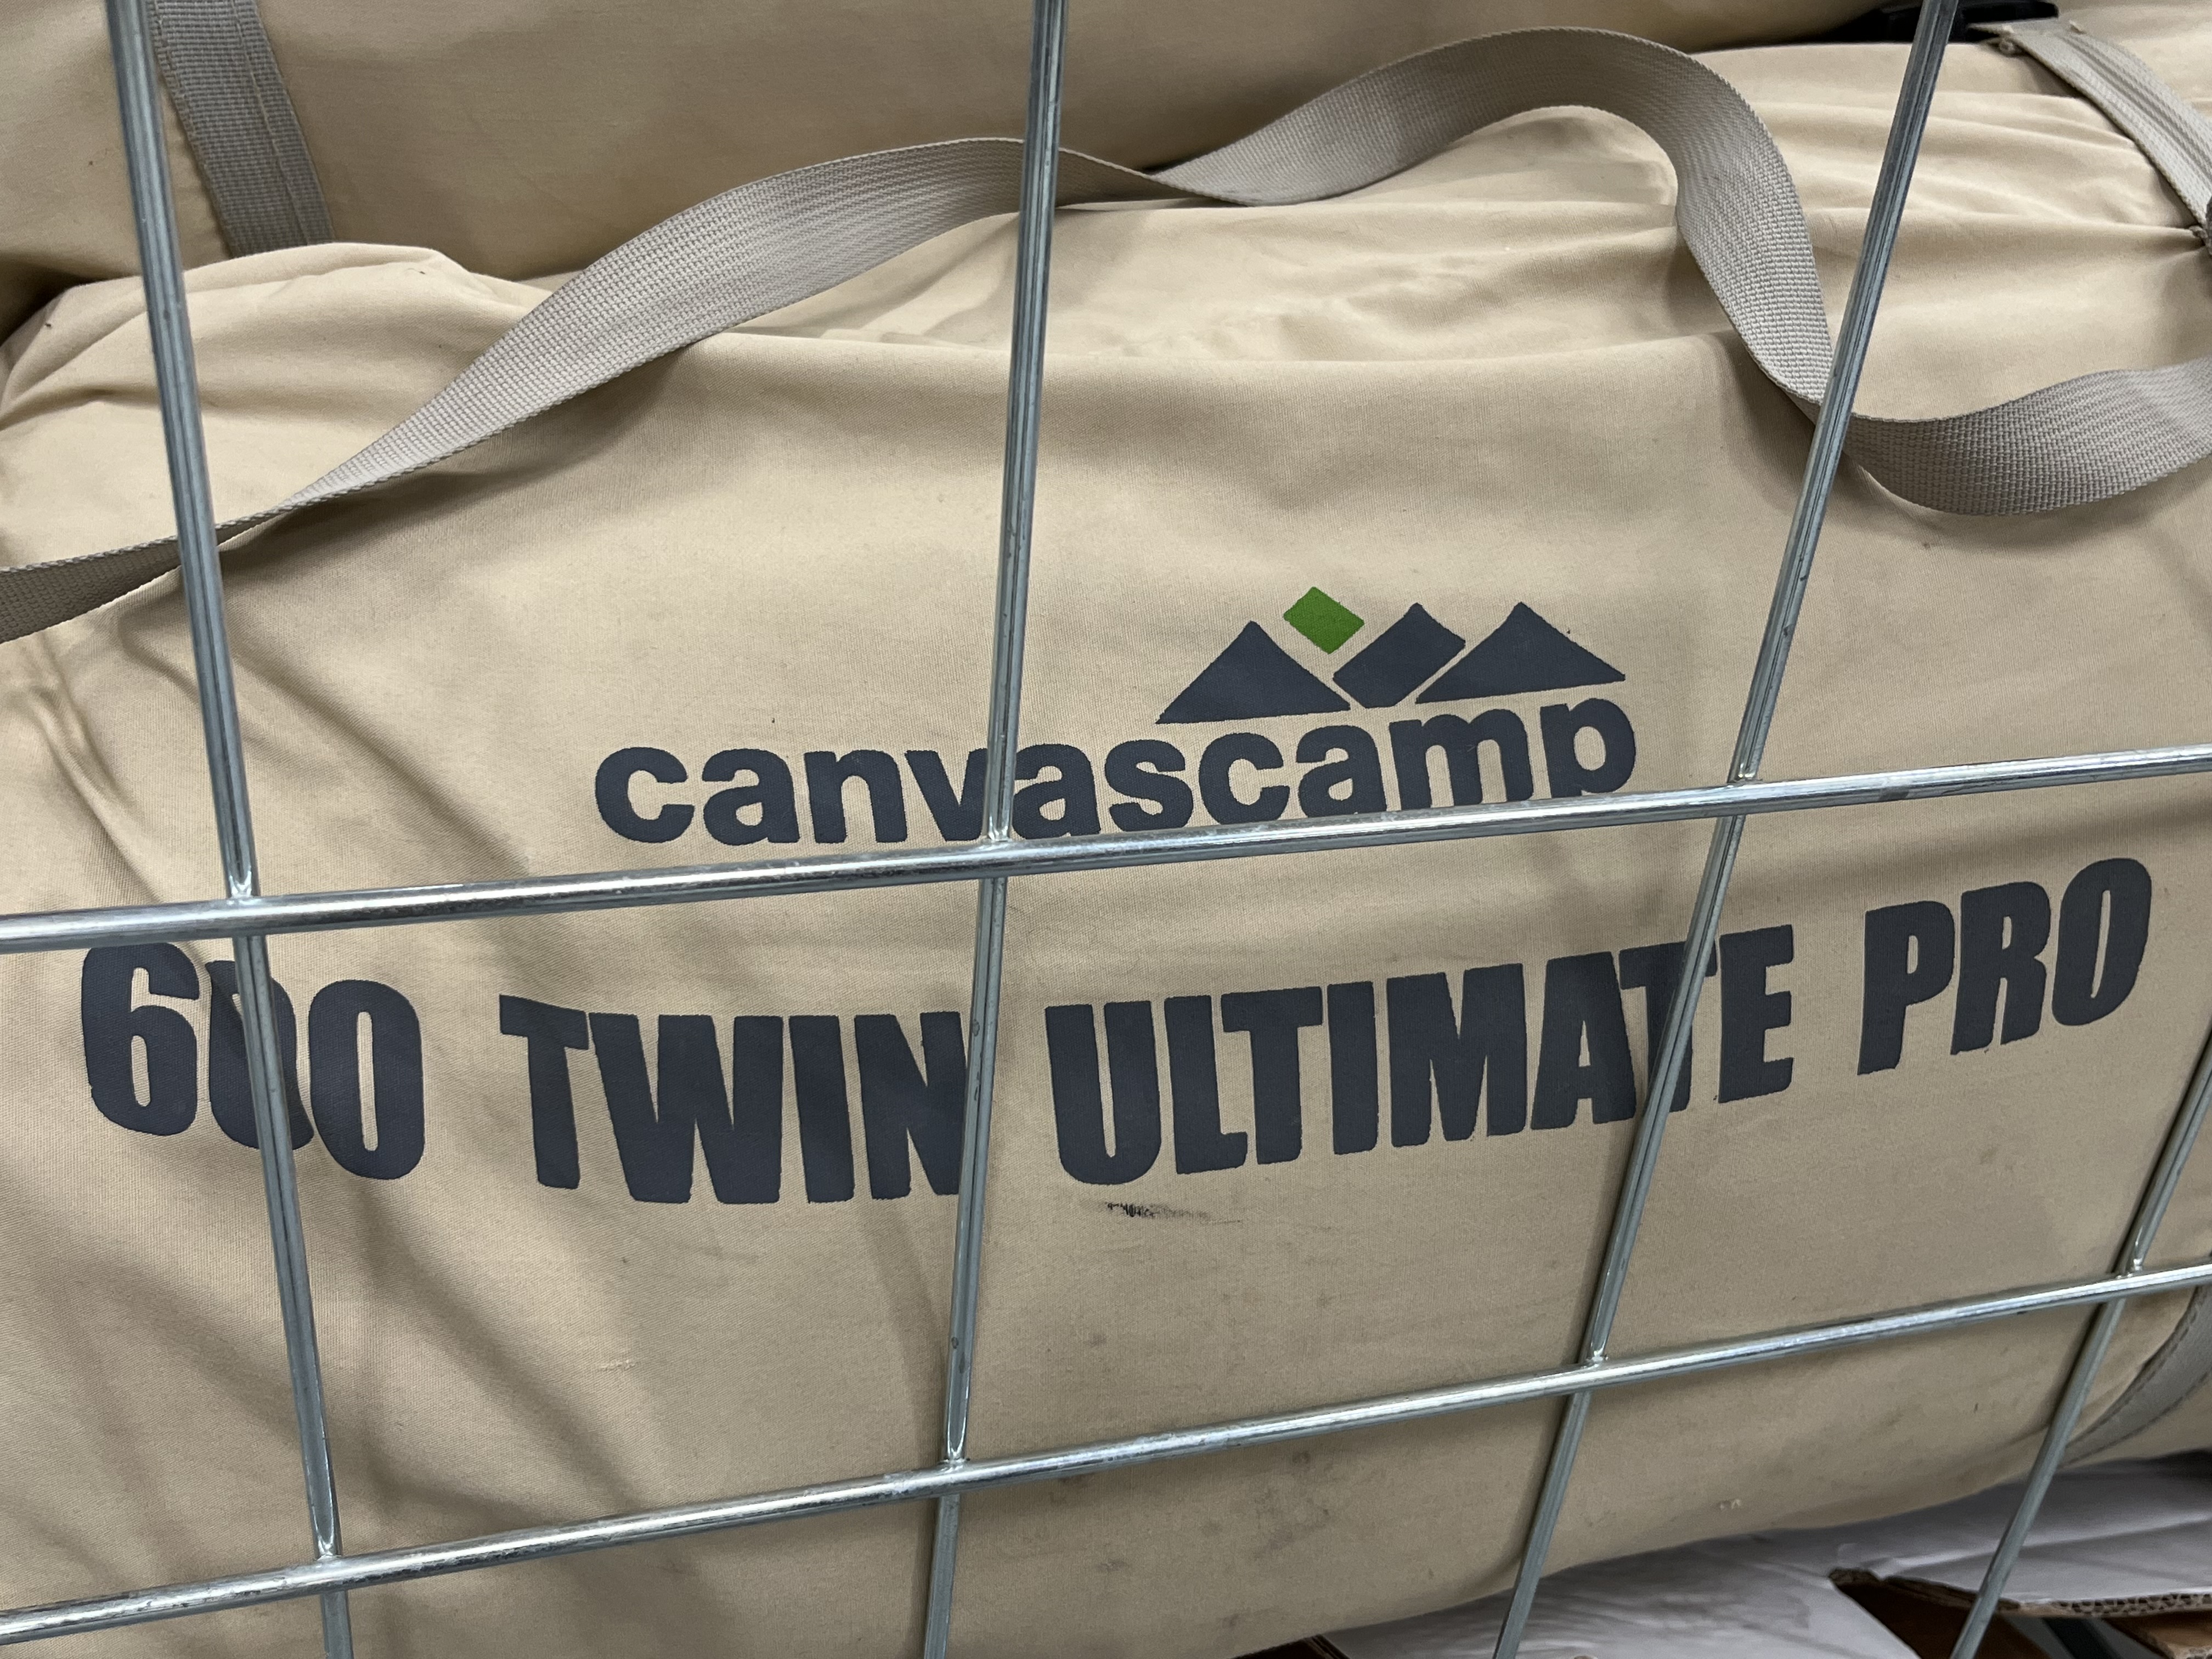 canvascamp
600 TWIN ULTIMATE PRO